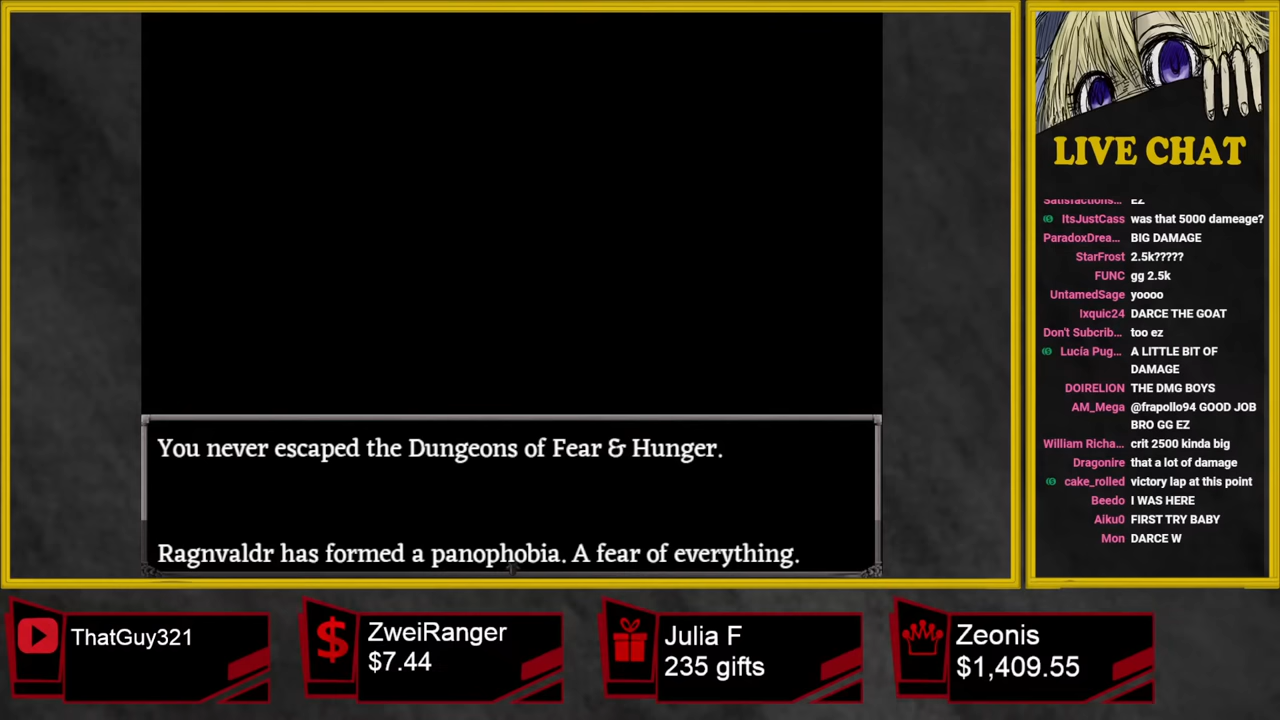 You never escaped the Dungeons of Fear & Hunger.
Ragnvaldr has formed a panophobia. A fear of everything.
LIVE CHAT
Satisfactions... EZ
ItsJustCass was that 5000 dameage?
ParadoxDrea... BIG DAMAGE
StarFrost 2.5k?????
FUNC gg 2.5k
UntamedSage yoooo
Ixquic24 DARCE THE GOAT
Don't Subcrib... too ez
Lucía Pug... A LITTLE BIT OF
DAMAGE
DOIRELION THE DMG BOYS
AM_Mega @frapollo94 GOOD JOB
BRO GG EZ
William Richa... crit 2500 kinda big
Dragonire that a lot of damage
cake_rolled victory lap at this point
Beedo I WAS HERE
Aiku0 FIRST TRY BABY
Mon DARCE W
ThatGuy321
$
ZweiRanger
$7.44
Julia F
235 gifts
Zeonis
$1,409.55